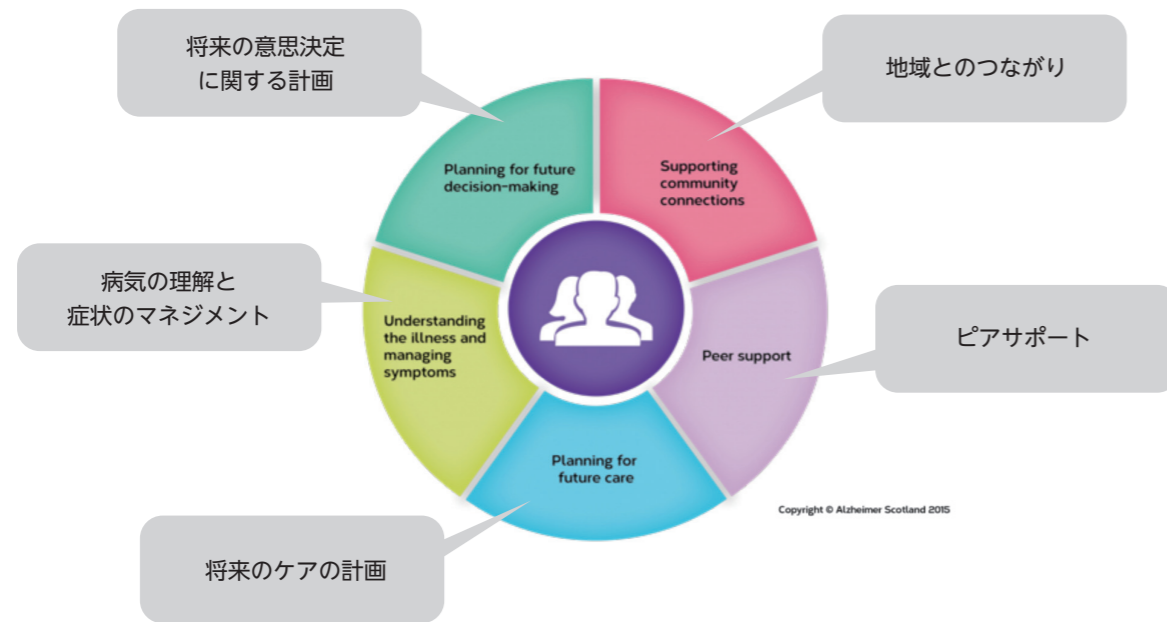 将来の意思決定
に関する計画
地域とのつながり
Planning for future
decision-making
Supporting
community
connections
病気の理解と
症状のマネジメント
Understanding
the illness and
managing
symptoms
Peer support
ピアサポート
Planning for
future care
Copyright © Alzheimer Scotland 2015
将来のケアの計画